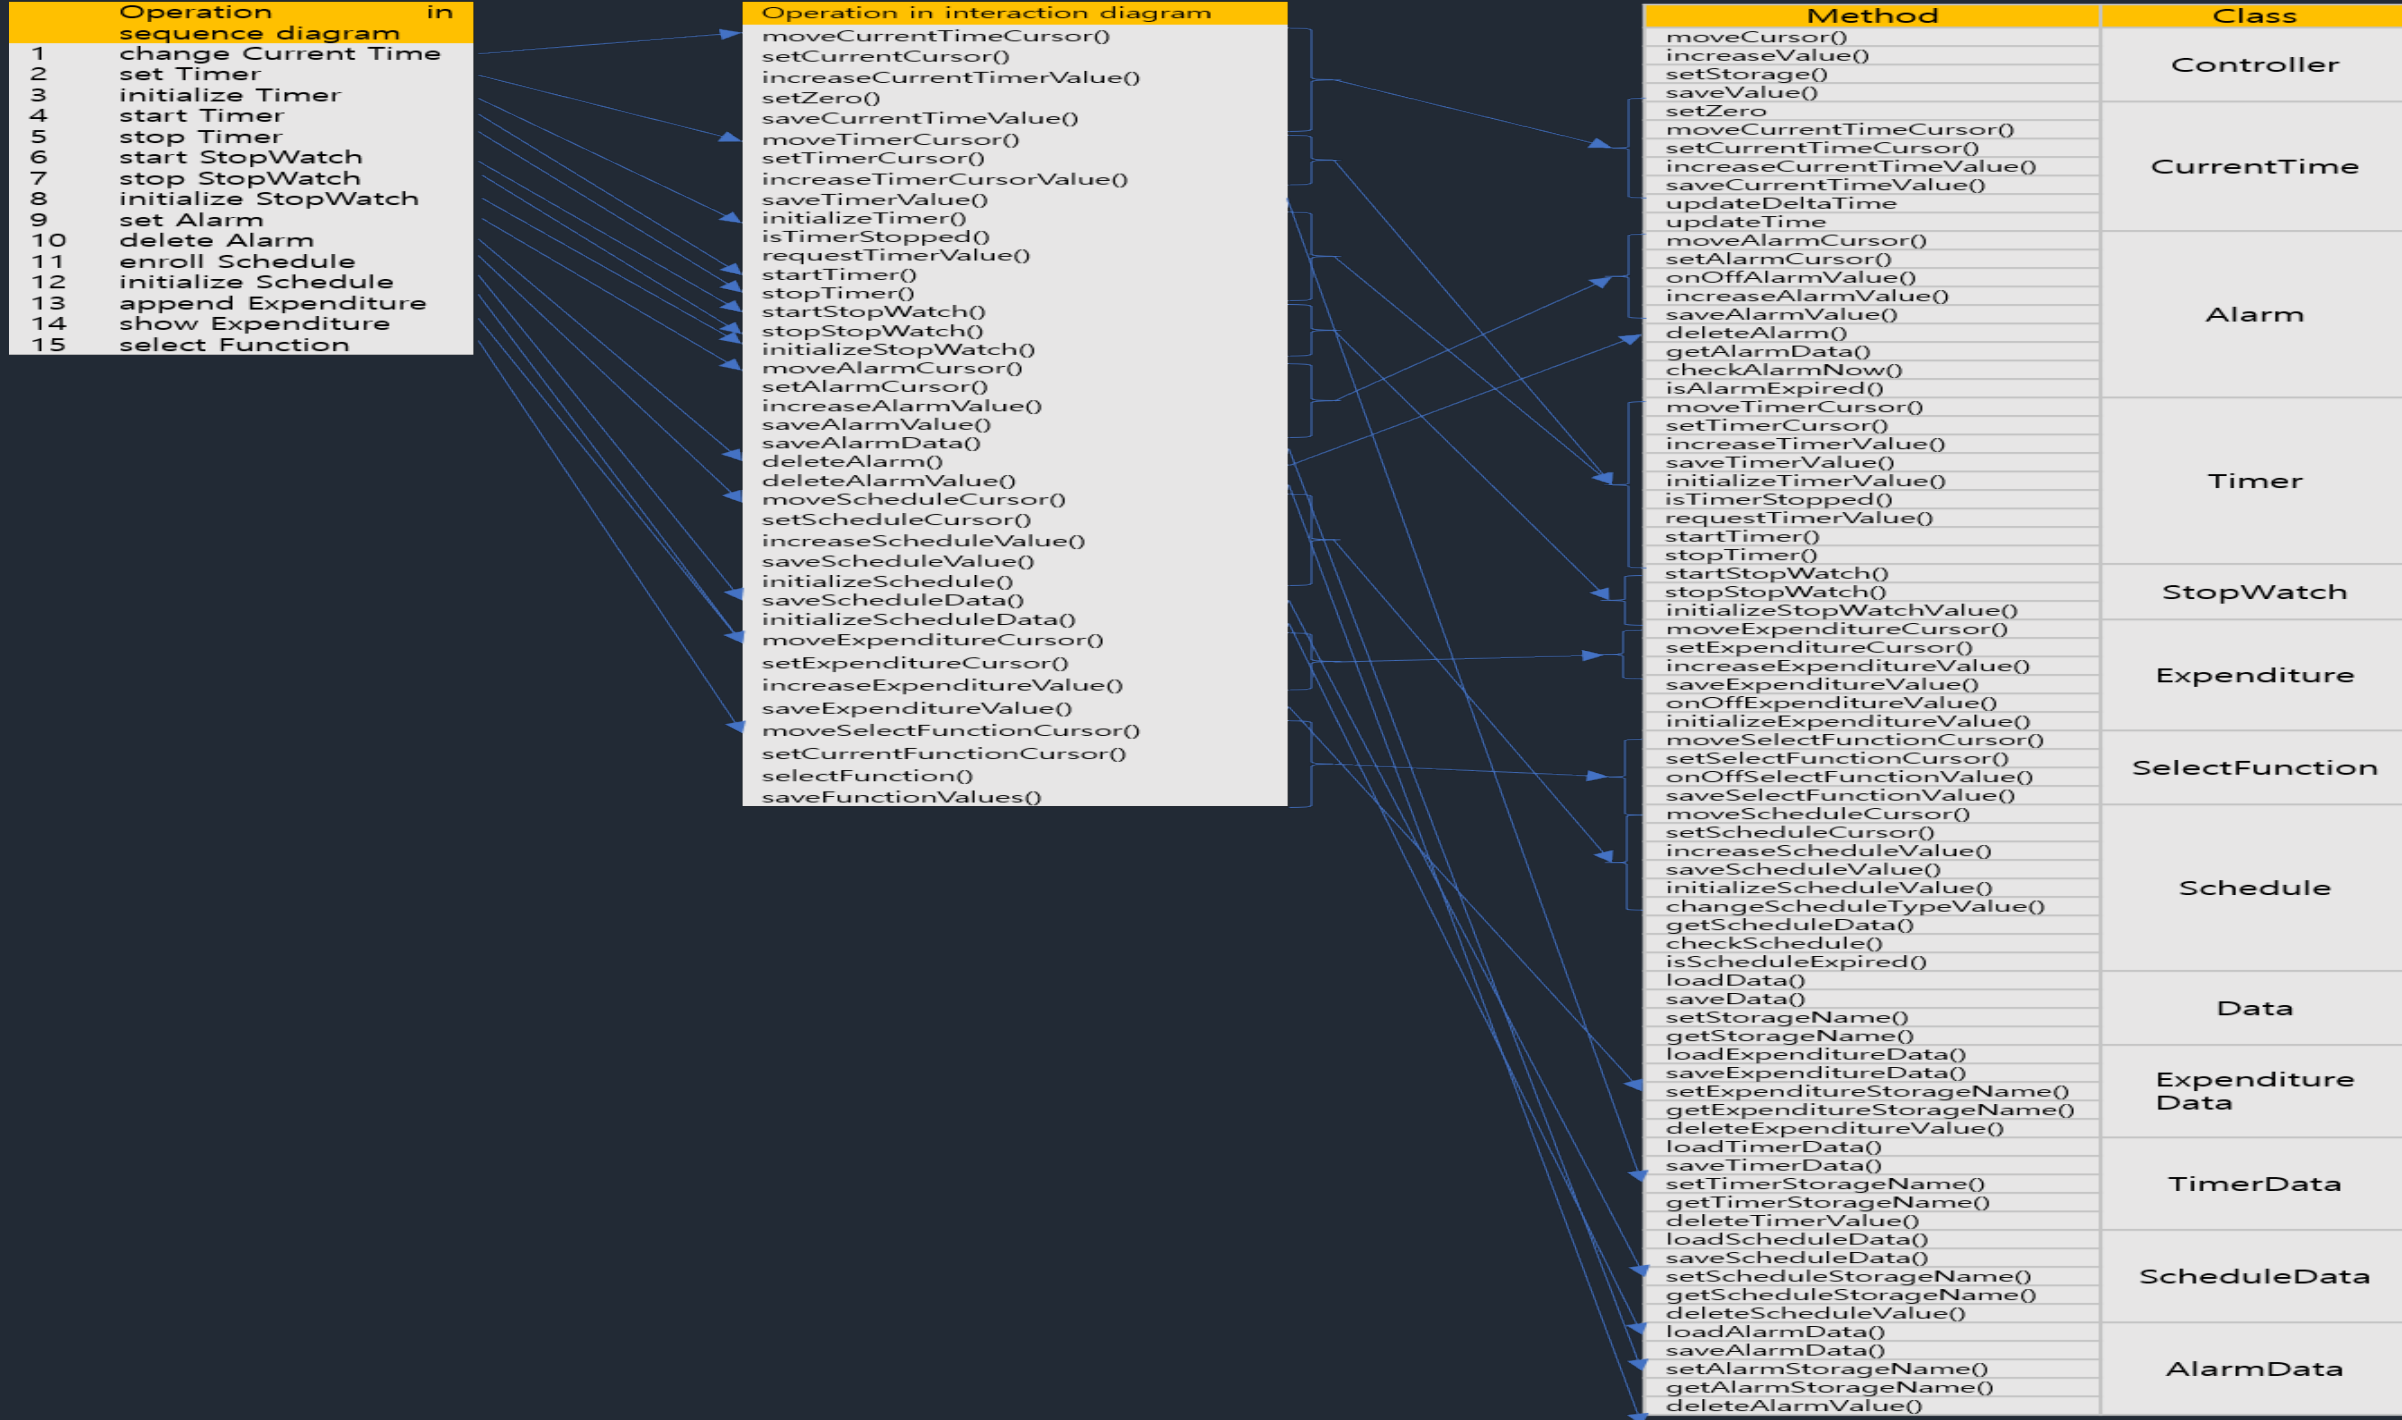 Operation in
sequence diagram
1 change Current Time
2 set Timer
3 initialize Timer
4 start Timer
5 stop Timer
6 start StopWatch
7 stop StopWatch
8 initialize StopWatch
9 set Alarm
10 delete Alarm
11 enroll Schedule
12 initialize Schedule
13 append Expenditure
14 show Expenditure
15 select Function
Operation in interaction diagram
moveCurrentTimeCursor()
setCurrentCursor()
increaseCurrentTimerValue()
setZero()
saveCurrentTimeValue()
moveTimerCursor()
setTimerCursor()
increaseTimerCursorValue()
saveTimerValue()
initializeTimer()
isTimerStopped()
requestTimerValue()
startTimer()
stopTimer()
startStopWatch()
stopStopWatch()
initializeStopWatch()
moveAlarmCursor()
setAlarmCursor()
increaseAlarmValue()
saveAlarmValue()
saveAlarmData()
deleteAlarm()
deleteAlarmValue()
moveScheduleCursor()
setScheduleCursor()
increaseScheduleValue()
saveScheduleValue()
initializeSchedule()
saveScheduleData()
initializeScheduleData()
moveExpenditureCursor()
setExpenditureCursor()
increaseExpenditureValue()
saveExpenditureValue()
moveSelectFunctionCursor()
setCurrentFunctionCursor()
selectFunction()
saveFunctionValues()
Method Class
moveCursor()
increaseValue()
setStorage()
saveValue()
Controller
setZero
moveCurrentTimeCursor()
setCurrentTimeCursor()
increaseCurrentTimeValue()
saveCurrentTimeValue()
updateDeltaTime
updateTime
CurrentTime
moveAlarmCursor()
setAlarmCursor()
onOffAlarmValue()
increaseAlarmValue()
saveAlarmValue()
deleteAlarm()
getAlarmData()
checkAlarmNow()
isAlarmExpired()
Alarm
moveTimerCursor()
setTimerCursor()
increaseTimerValue()
saveTimerValue()
initializeTimerValue()
isTimerStopped()
requestTimerValue()
startTimer()
stopTimer()
Timer
startStopWatch()
stopStopWatch()
initializeStopWatchValue()
StopWatch
moveExpenditureCursor()
setExpenditureCursor()
increaseExpenditureValue()
saveExpenditureValue()
onOffExpenditureValue()
initializeExpenditureValue()
Expenditure
moveSelectFunctionCursor()
setSelectFunctionCursor()
onOffSelectFunctionValue()
saveSelectFunctionValue()
SelectFunction
moveScheduleCursor()
setScheduleCursor()
increaseScheduleValue()
saveScheduleValue()
initializeScheduleValue()
changeScheduleTypeValue()
getScheduleData()
checkSchedule()
isScheduleExpired()
Schedule
loadData()
saveData()
setStorageName()
getStorageName()
Data
loadExpenditureData()
saveExpenditureData()
setExpenditureStorageName()
getExpenditureStorageName()
deleteExpenditureValue()
Expenditure
Data
loadTimerData()
saveTimerData()
setTimerStorageName()
getTimerStorageName()
deleteTimerValue()
TimerData
loadScheduleData()
saveScheduleData()
setScheduleStorageName()
getScheduleStorageName()
deleteScheduleValue()
ScheduleData
loadAlarmData()
saveAlarmData()
setAlarmStorageName()
getAlarmStorageName()
deleteAlarmValue()
AlarmData